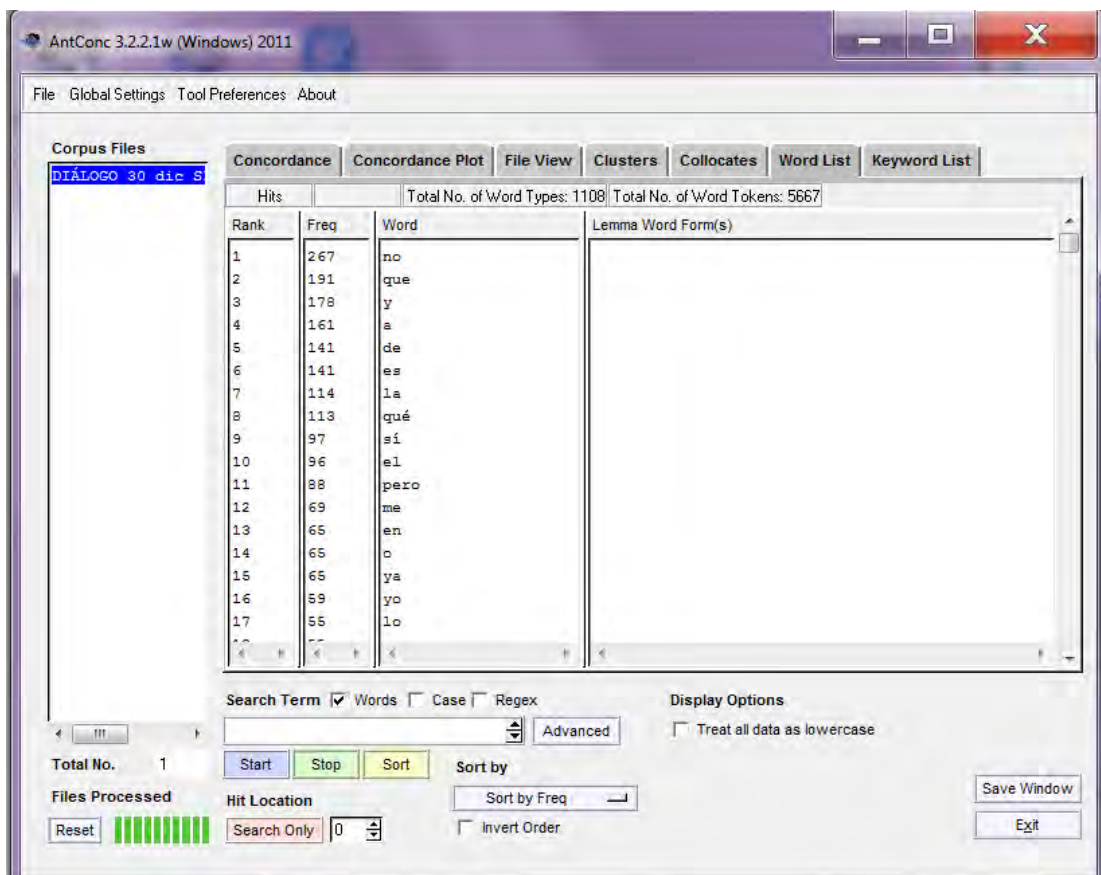 AntConc 3.2.2.1w (Windows) 2011
File Global Settings Tool Preferences About
Corpus Files
DIÁLOGO 30 dic S
Concordance Concordance Plot File View Clusters Collocates Word List Keyword List
Hits Total No. of Word Types: 1108 Total No. of Word Tokens: 5667
Rank Freq Word Lemma Word Form(s)
1 267 no
2 191 que
3 178 y
4 161 a
5 141 de
6 141 es
7 114 la
8 113 qué
9 97 sí
10 96 el
11 88 pero
12 69 me
13 65 en
14 65 o
15 65 ya
16 59 yo
17 55 lo
Search Term Words Case Regex Display Options
Advanced Treat all data as lowercase
Total No. 1 Start Stop Sort Sort by
Files Processed Hit Location Sort by Freq Save Window
Reset Search Only 0 Invert Order Exit